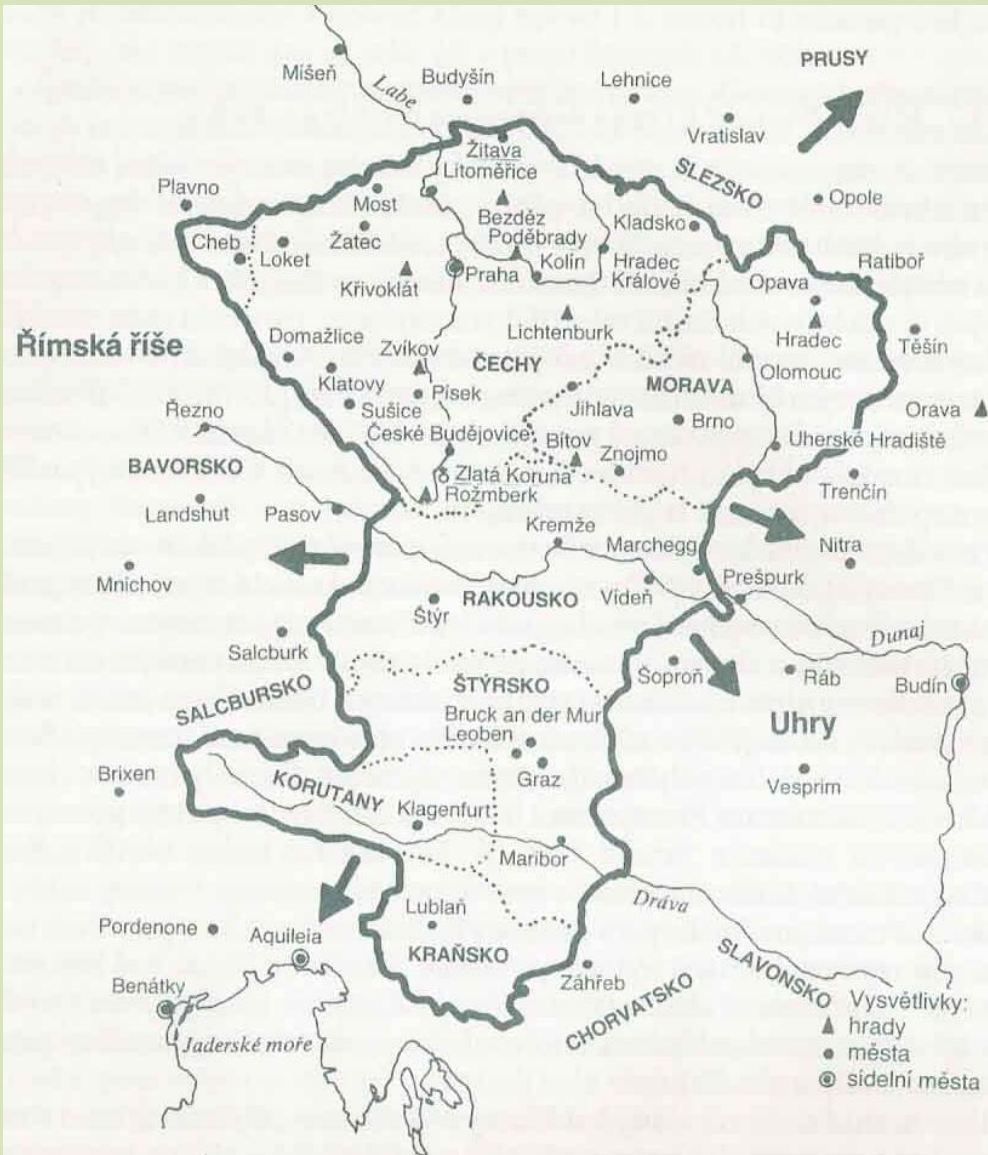 PRUSY
Míšeň
Labe
Budyšín
Lehnice
Vratislav
Žitava
SLEZSKO
Plavno
Litoměřice
Opole
Most
Bezděz
Kladsko
Cheb
Loket
Žatec
Poděbrady
Praha
Kolín
Hradec
Králové
Opava
Ratiboř
Křivoklát
Lichtenburk
Hradec
Těšín
Římská říše
Domažlice
Zvíkov
ČECHY
MORAVA
Olomouc
Klatovy
Písek
Sušice
Jihlava
Brno
Orava
Řezno
České Budějovice
Bítov
Uherské Hradiště
BAVORSKO
Zlatá Koruna
Znojmo
Trenčín
Rožmberk
Landshut
Pasov
Kremže
Marchegg
Nitra
Mnichov
RAKOUSKO
Vídeň
Prešpurk
Štýr
Dunaj
Salcburk
Šoproň
Ráb
Budín
SALCBURSKO
ŠTÝRSKO
Bruck an der Mur
Leoben
Uhry
Graz
Brixen
KORUTANY
Klagenfurt
Vesprim
Maribor
Dráva
Pordenone
Aquileia
Lublaň
KRAŇSKO
SLAVONSKO
Benátky
Záhřeb
CHORVATSKO
Jaderské moře
Vysvětlivky:
hrady
města
sídelní města